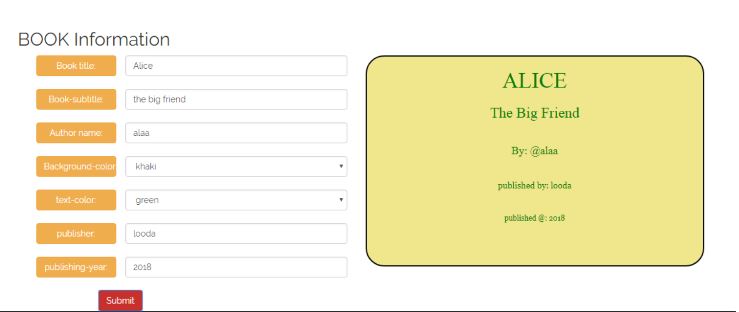 BOOK Information
Book title: Alice
Book-subtitle: the big friend
Author name: alaa
Background-color khaki
text-color: green
publisher: looda
publishing-year: 2018
Submit
ALICE
The Big Friend
By: @alaa
published by: looda
published @: 2018